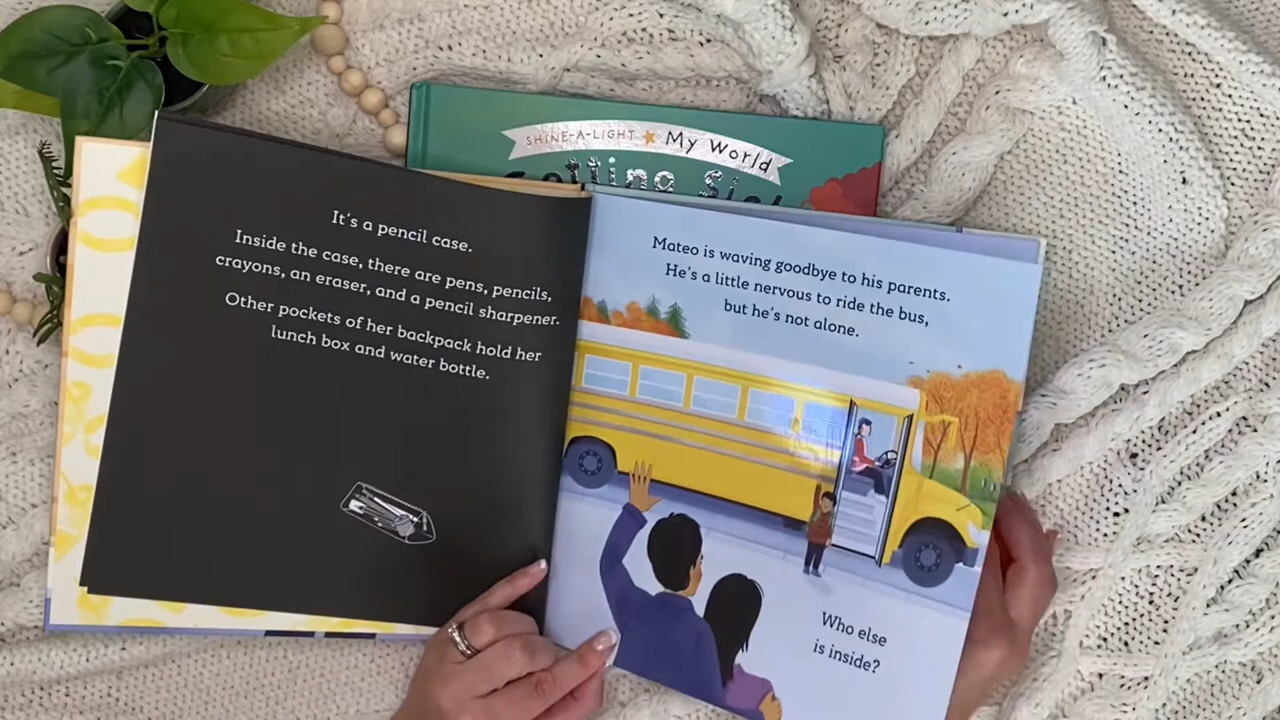 SHINE-A-LIGHT My World
Getting Sick
It's a pencil case.
Inside the case, there are pens, pencils,
crayons, an eraser, and a pencil sharpener.
Other pockets of her backpack hold her
lunch box and water bottle.
Mateo is waving goodbye to his parents.
He's a little nervous to ride the bus,
but he's not alone.
Who else
is inside?